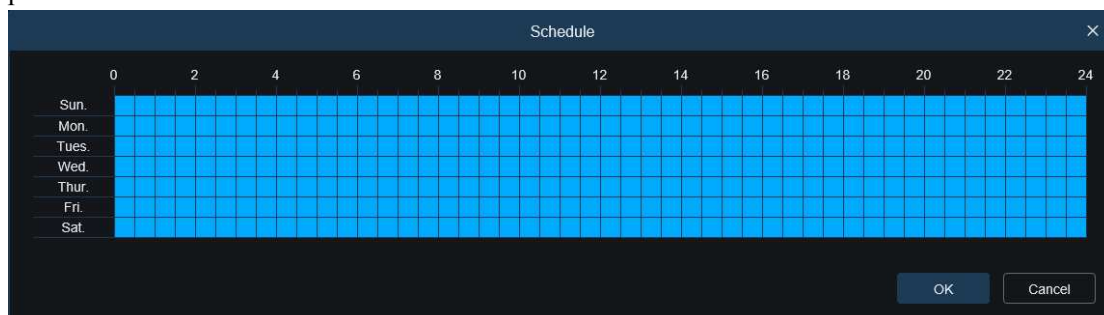 Schedule ×
0 2 4 6 8 10 12 14 16 18 20 22 24
Sun.
Mon.
Tues.
Wed.
Thur.
Fri.
Sat.
OK Cancel